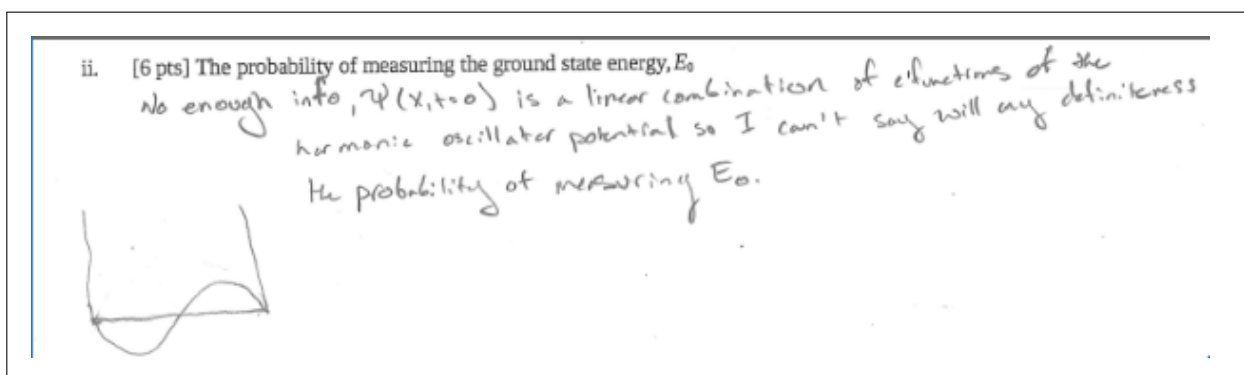 ii. [6 pts] The probability of measuring the ground state energy, E₀
No enough info, Ψ(x,t=0) is a linear combination of e'functions of the
harmonic oscillator potential so I can't say will any definiteness
the probability of measuring E₀.